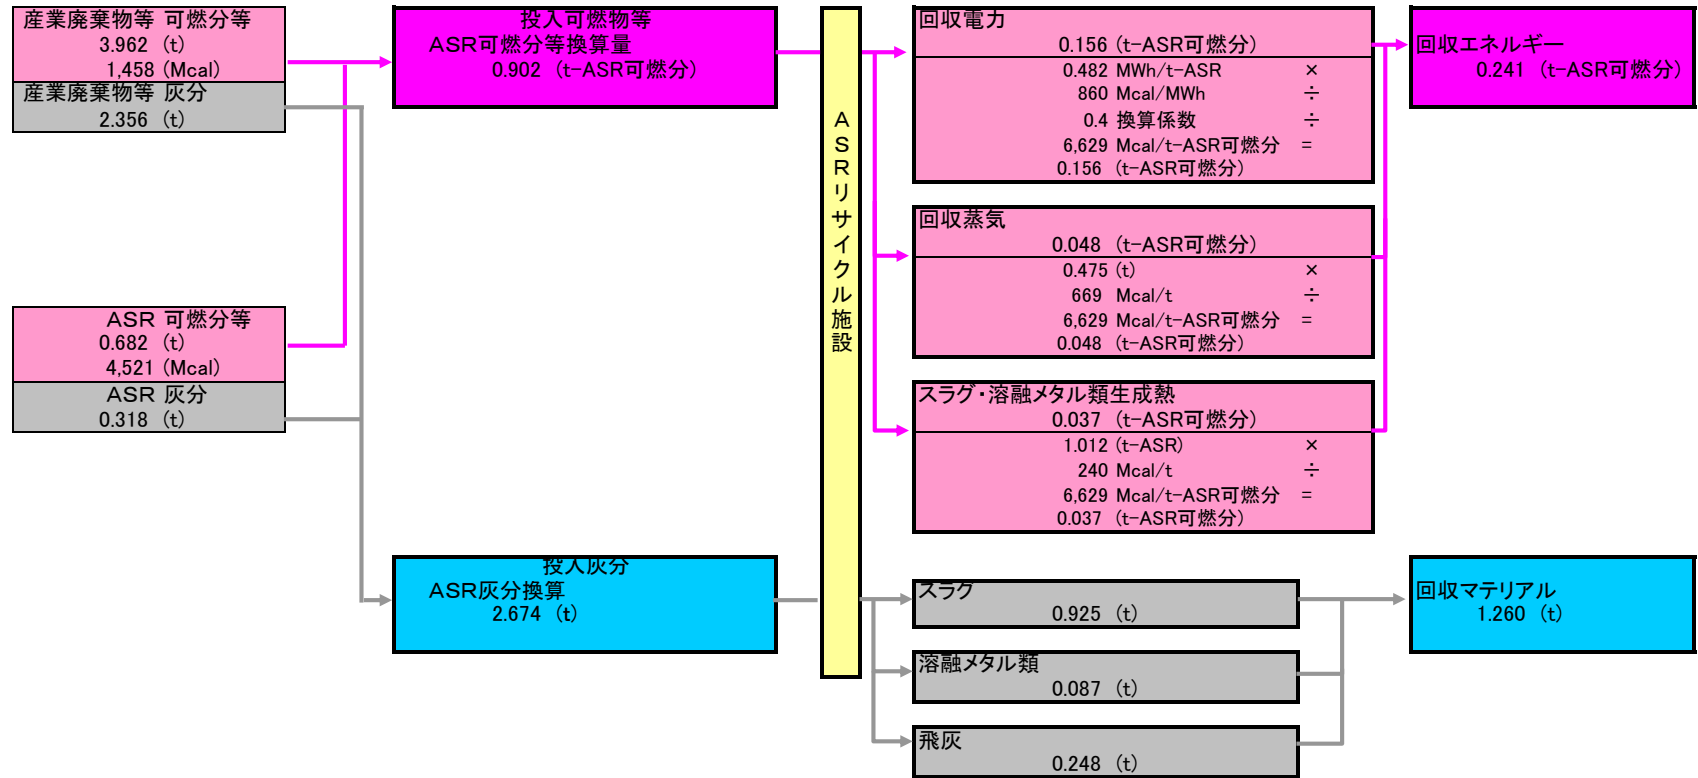 産業廃棄物等 可燃分等
3.962 (t)
1,458 (Mcal)
産業廃棄物等 灰分
2.356 (t)
ASR 可燃分等
0.682 (t)
4,521 (Mcal)
ASR 灰分
0.318 (t)
投入可燃物等
ASR可燃分等換算量
0.902 (t-ASR可燃分)
投入灰分
ASR灰分換算
2.674 (t)
ASRリサイクル施設
回収電力
0.156 (t-ASR可燃分)
0.482 MWh/t-ASR ×
860 Mcal/MWh ÷
0.4 換算係数 ÷
6,629 Mcal/t-ASR可燃分 =
0.156 (t-ASR可燃分)
回収蒸気
0.048 (t-ASR可燃分)
0.475 (t) ×
669 Mcal/t ÷
6,629 Mcal/t-ASR可燃分 =
0.048 (t-ASR可燃分)
スラグ・溶融メタル類生成熱
0.037 (t-ASR可燃分)
1.012 (t-ASR) ×
240 Mcal/t ÷
6,629 Mcal/t-ASR可燃分 =
0.037 (t-ASR可燃分)
スラグ
0.925 (t)
溶融メタル類
0.087 (t)
飛灰
0.248 (t)
回収エネルギー
0.241 (t-ASR可燃分)
回収マテリアル
1.260 (t)